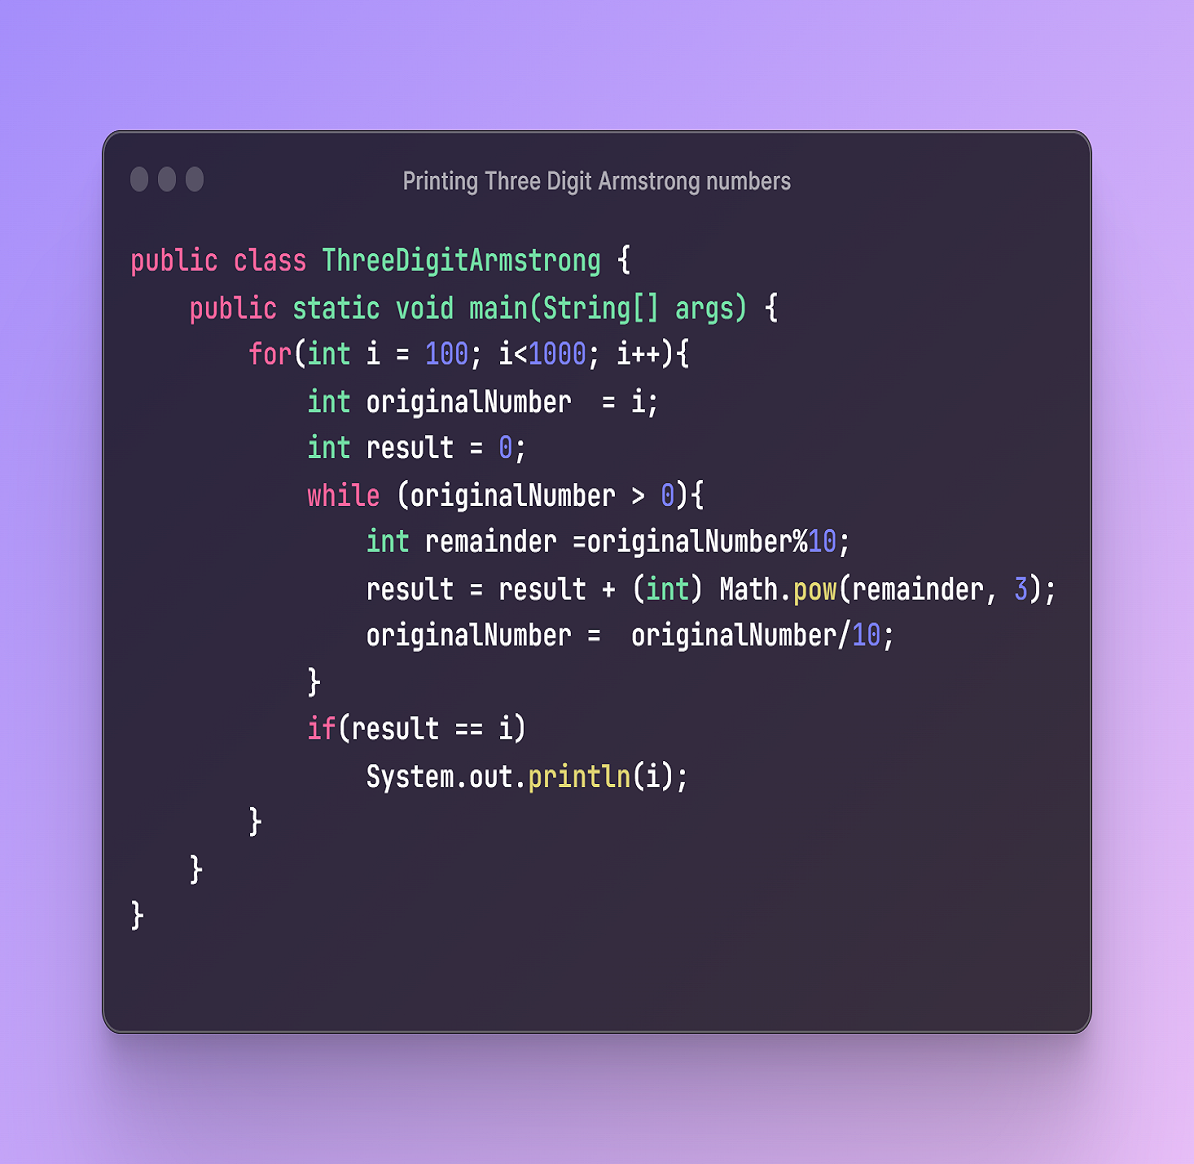 Printing Three Digit Armstrong numbers
public class ThreeDigitArmstrong {
    public static void main(String[] args) {
        for(int i = 100; i<1000; i++){
            int originalNumber  = i;
            int result = 0;
            while (originalNumber > 0){
                int remainder =originalNumber%10;
                result = result + (int) Math.pow(remainder, 3);
                originalNumber =  originalNumber/10;
            }
            if(result == i)
                System.out.println(i);
        }
    }
}